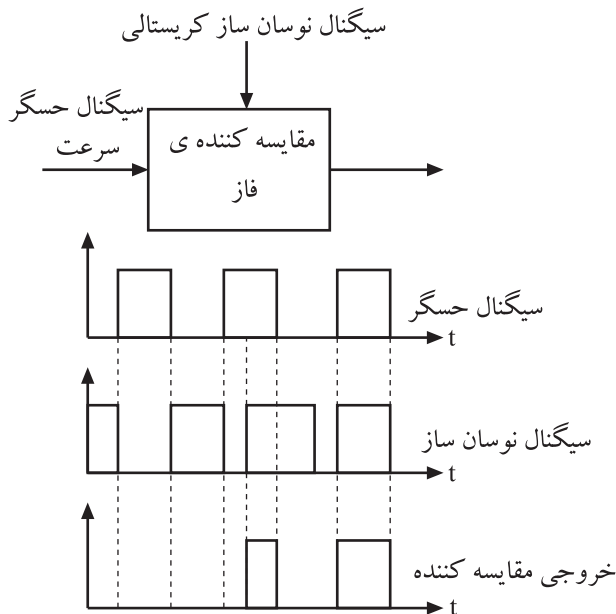 سیگنال نوسان ساز کریستالی
سیگنال حسگر
سرعت
مقایسه کننده ی
فاز
سیگنال حسگر
t
سیگنال نوسان ساز
t
خروجی مقایسه کننده
t